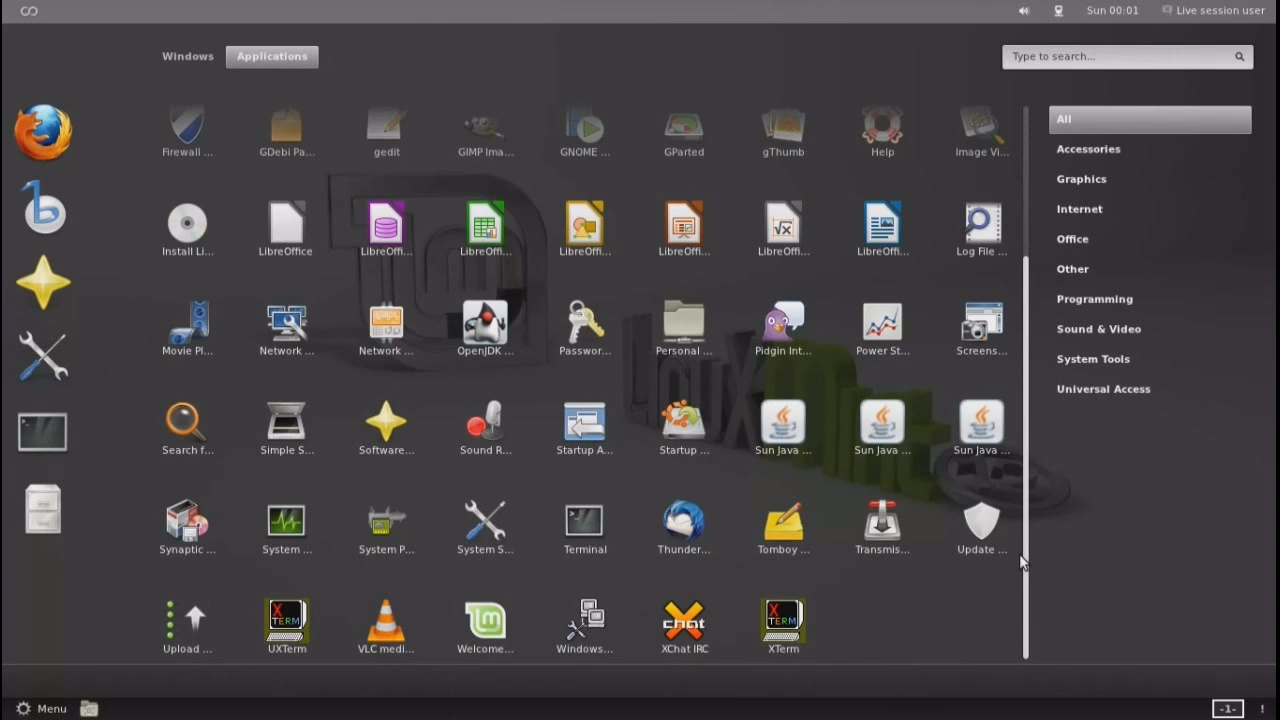 Sun 00:01 Live session user
Windows Applications Type to search...
Firewall ... GDebi Pa... gedit GIMP Ima... GNOME ... GParted gThumb Help Image Vi...
Install Li... LibreOffice LibreOffi... LibreOffi... LibreOffi... LibreOffi... LibreOffi... LibreOffi... Log File ...
Movie Pl... Network ... Network ... OpenJDK ... Passwor... Personal ... Pidgin Int... Power St... Screens...
Search f... Simple S... Software... Sound R... Startup A... Startup ... Sun Java ... Sun Java ... Sun Java ...
Synaptic ... System ... System P... System S... Terminal Thunder... Tomboy ... Transmis... Update ...
X TERM X TERM chat
Upload ... UXTerm VLC medi... Welcome... Windows... XChat IRC XTerm
All
Accessories
Graphics
Internet
Office
Other
Programming
Sound & Video
System Tools
Universal Access
Linux
Menu -1- !